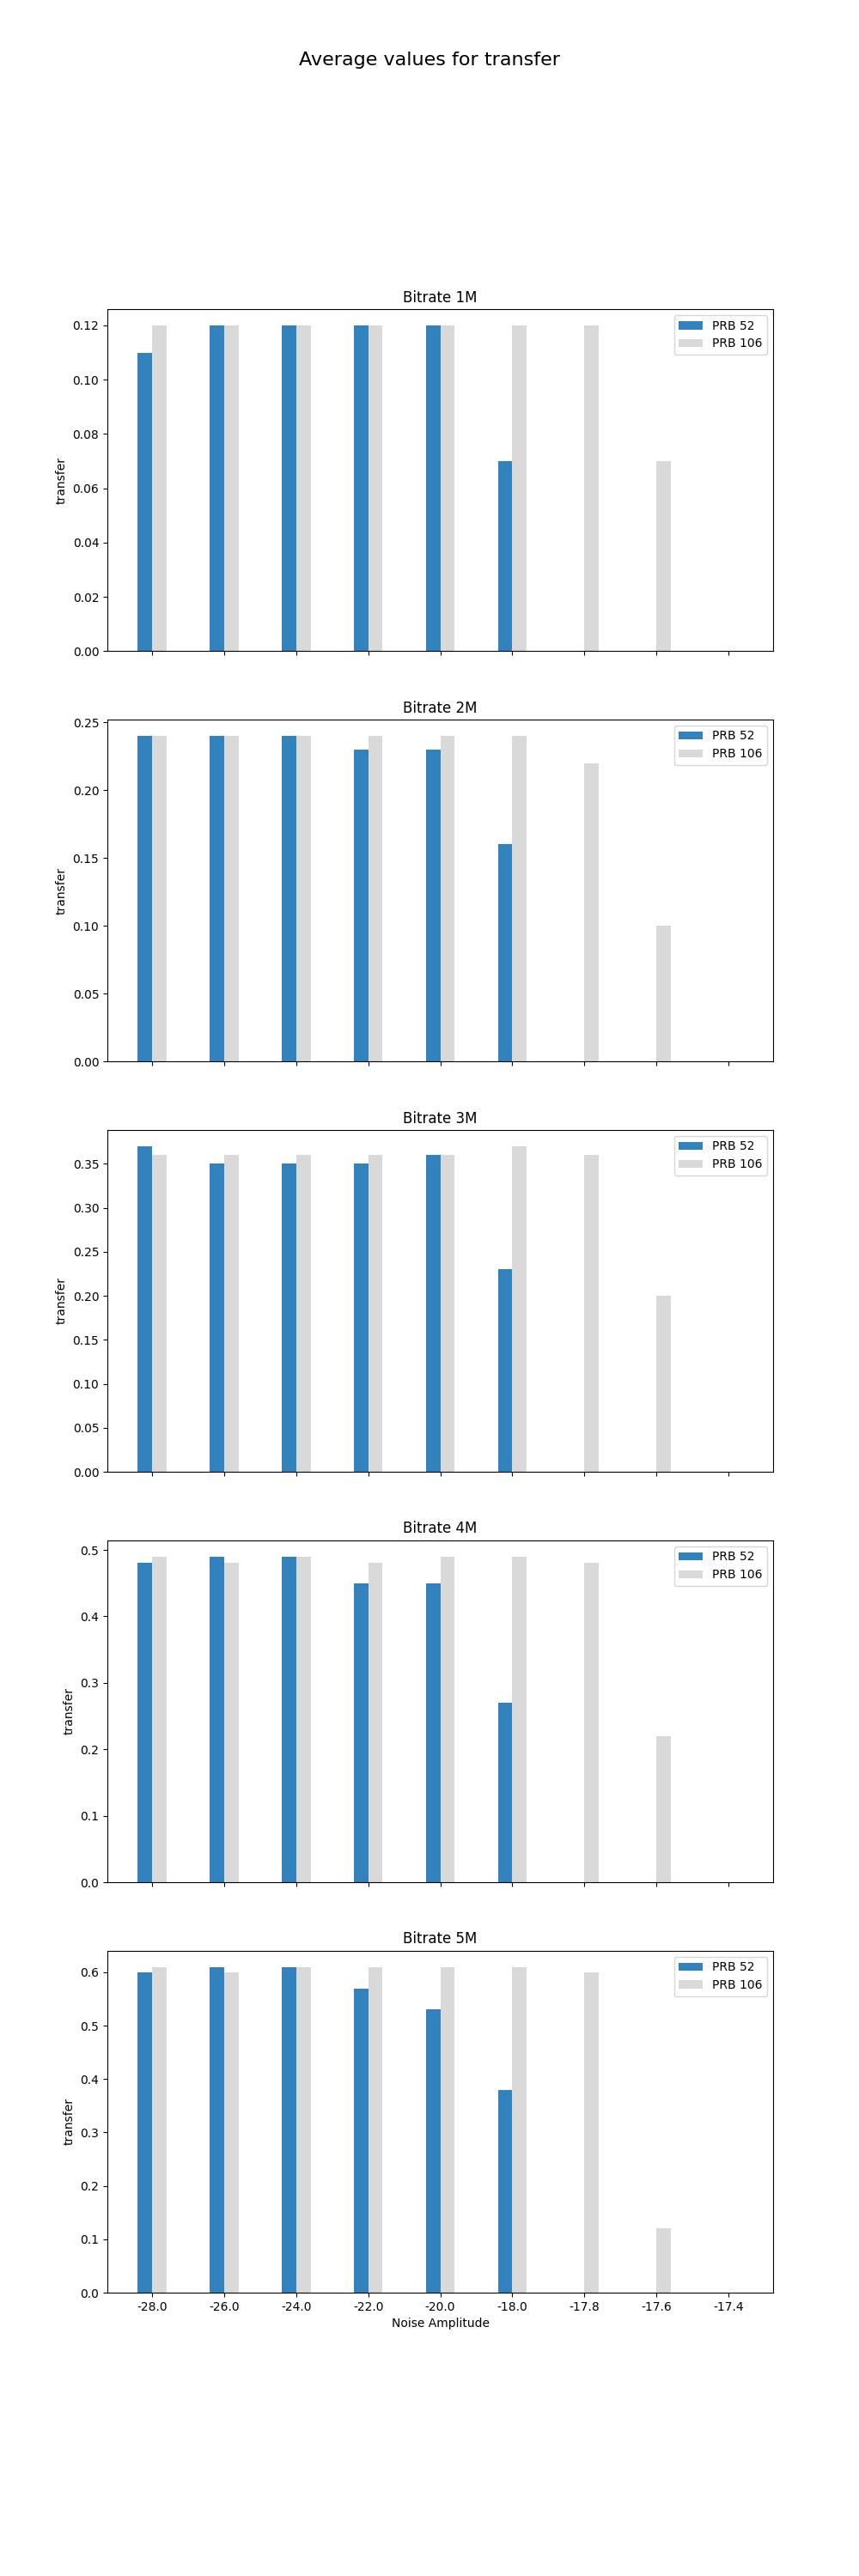 Average values for transfer
Bitrate 1M
0.12
0.10
0.08
0.06
0.04
0.02
0.00
transfer
PRB 52
PRB 106
Bitrate 2M
0.25
0.20
0.15
0.10
0.05
0.00
transfer
PRB 52
PRB 106
Bitrate 3M
0.35
0.30
0.25
0.20
0.15
0.10
0.05
0.00
transfer
PRB 52
PRB 106
Bitrate 4M
0.5
0.4
0.3
0.2
0.1
0.0
transfer
PRB 52
PRB 106
Bitrate 5M
0.6
0.5
0.4
0.3
0.2
0.1
0.0
transfer
PRB 52
PRB 106
-28.0 -26.0 -24.0 -22.0 -20.0 -18.0 -17.8 -17.6 -17.4
Noise Amplitude